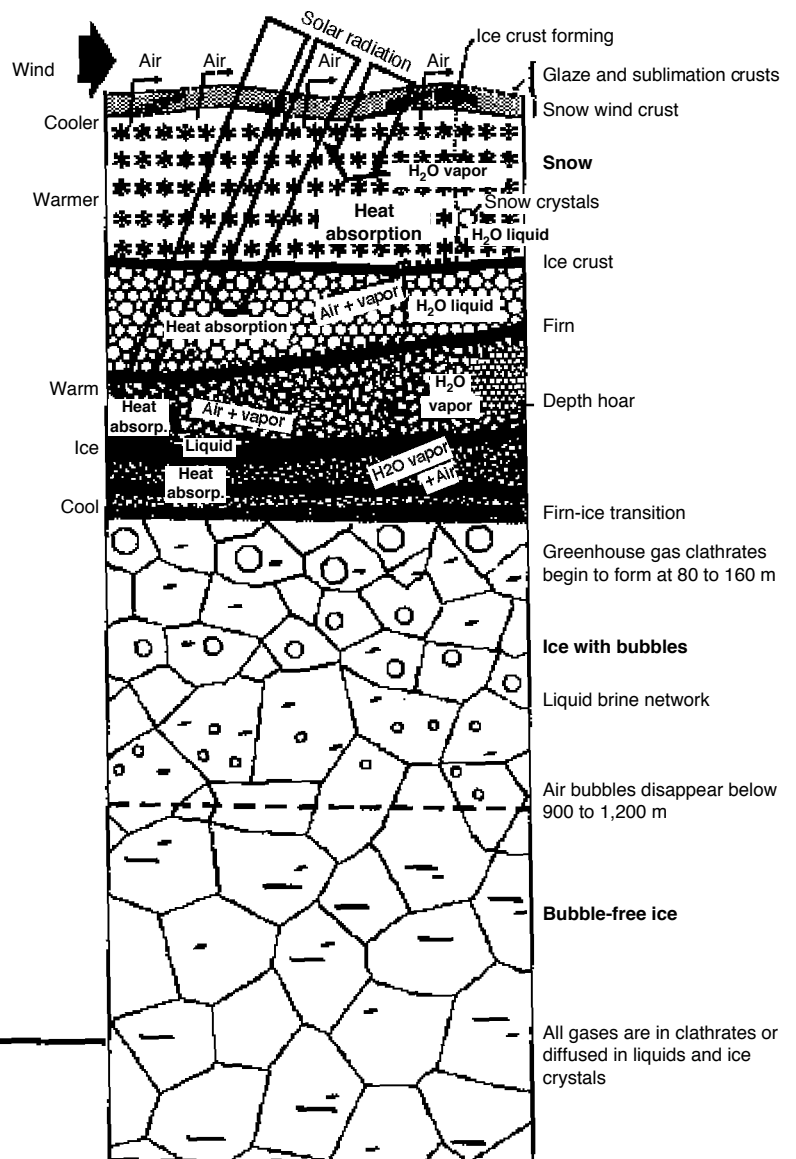 Solar radiation
Ice crust forming
Wind
Air
Air
Air
Air
Glaze and sublimation crusts
Snow wind crust
Cooler
Snow
H₂O vapor
Warmer
Snow crystals
Heat
absorption
H₂O liquid
Ice crust
Air + vapor
H₂O liquid
Heat absorption
Firn
Warm
H₂O
vapor
Heat
absorp.
Air + vapor
Depth hoar
Ice
Liquid
H2O vapor
+Air
Heat
absorp.
Cool
Firn-ice transition
Greenhouse gas clathrates
begin to form at 80 to 160 m
Ice with bubbles
Liquid brine network
Air bubbles disappear below
900 to 1,200 m
Bubble-free ice
All gases are in clathrates or
diffused in liquids and ice
crystals